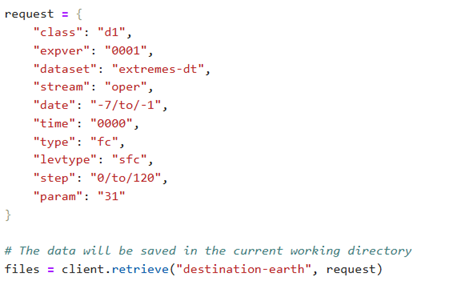 request = {
    "class": "d1",
    "expver": "0001",
    "dataset": "extremes-dt",
    "stream": "oper",
    "date": "-7/to/-1",
    "time": "0000",
    "type": "fc",
    "levtype": "sfc",
    "step": "0/to/120",
    "param": "31"
}

# The data will be saved in the current working directory
files = client.retrieve("destination-earth", request)